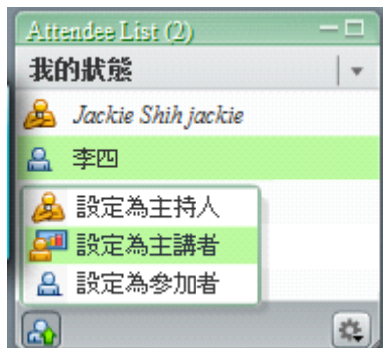 Attendee List (2)
我的狀態
Jackie Shih jackie
李四
設定為主持人
設定為主講者
設定為參加者